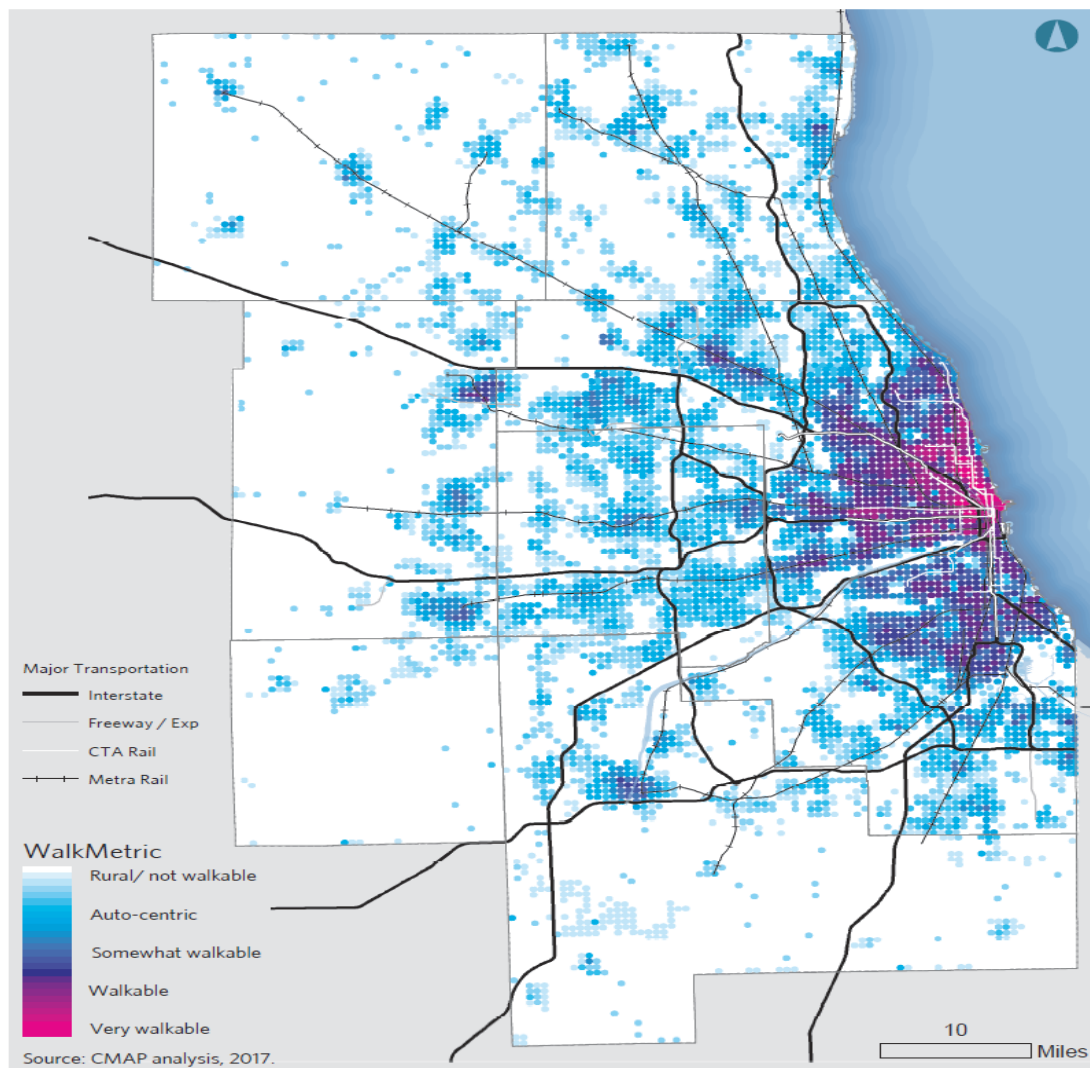 Major Transportation
Interstate
Freeway / Exp
CTA Rail
Metra Rail
WalkMetric
Rural/ not walkable
Auto-centric
Somewhat walkable
Walkable
Very walkable
Source: CMAP analysis, 2017.
10
Miles